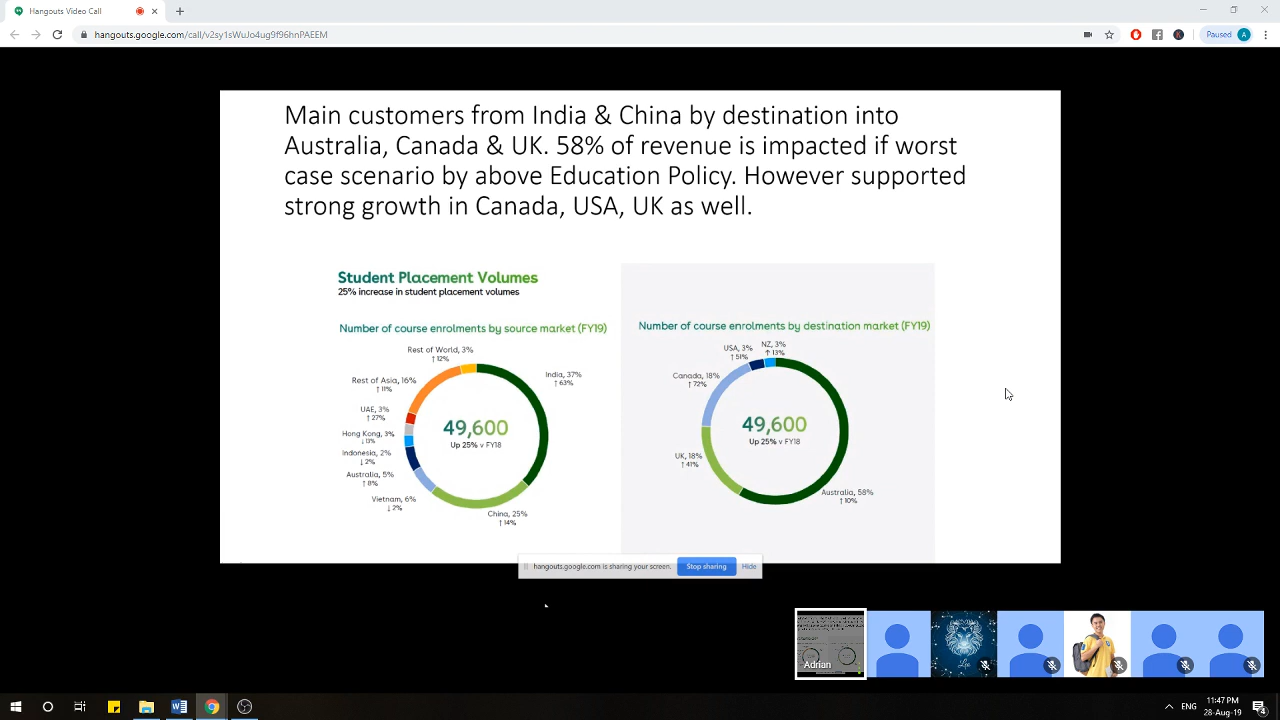 Hangouts Video Call
hangouts.google.com/call/v2sy1sWuJo4ug9f96hnPAEEM
Paused
A
Main customers from India & China by destination into
Australia, Canada & UK. 58% of revenue is impacted if worst
case scenario by above Education Policy. However supported
strong growth in Canada, USA, UK as well.
Student Placement Volumes
25% increase in student placement volumes
Number of course enrolments by source market (FY19)
Rest of World, 3%
↑ 12%
India, 37%
↑ 63%
Rest of Asia, 16%
↑ 11%
UAE, 3%
↑ 27%
Hong Kong, 3%
↓ 13%
Indonesia, 2%
↓ 2%
Australia, 5%
↑ 8%
Vietnam, 6%
↓ 2%
China, 25%
↑ 14%
49,600
Up 25% v FY18
Number of course enrolments by destination market (FY19)
USA, 3%
↑ 51%
NZ, 3%
↑ 13%
Canada, 18%
↑ 72%
UK, 18%
↑ 41%
Australia, 58%
↑ 10%
49,600
Up 25% v FY18
hangouts.google.com is sharing your screen.
Stop sharing
Hide
Adrian
ENG
11:47 PM
28-Aug-19